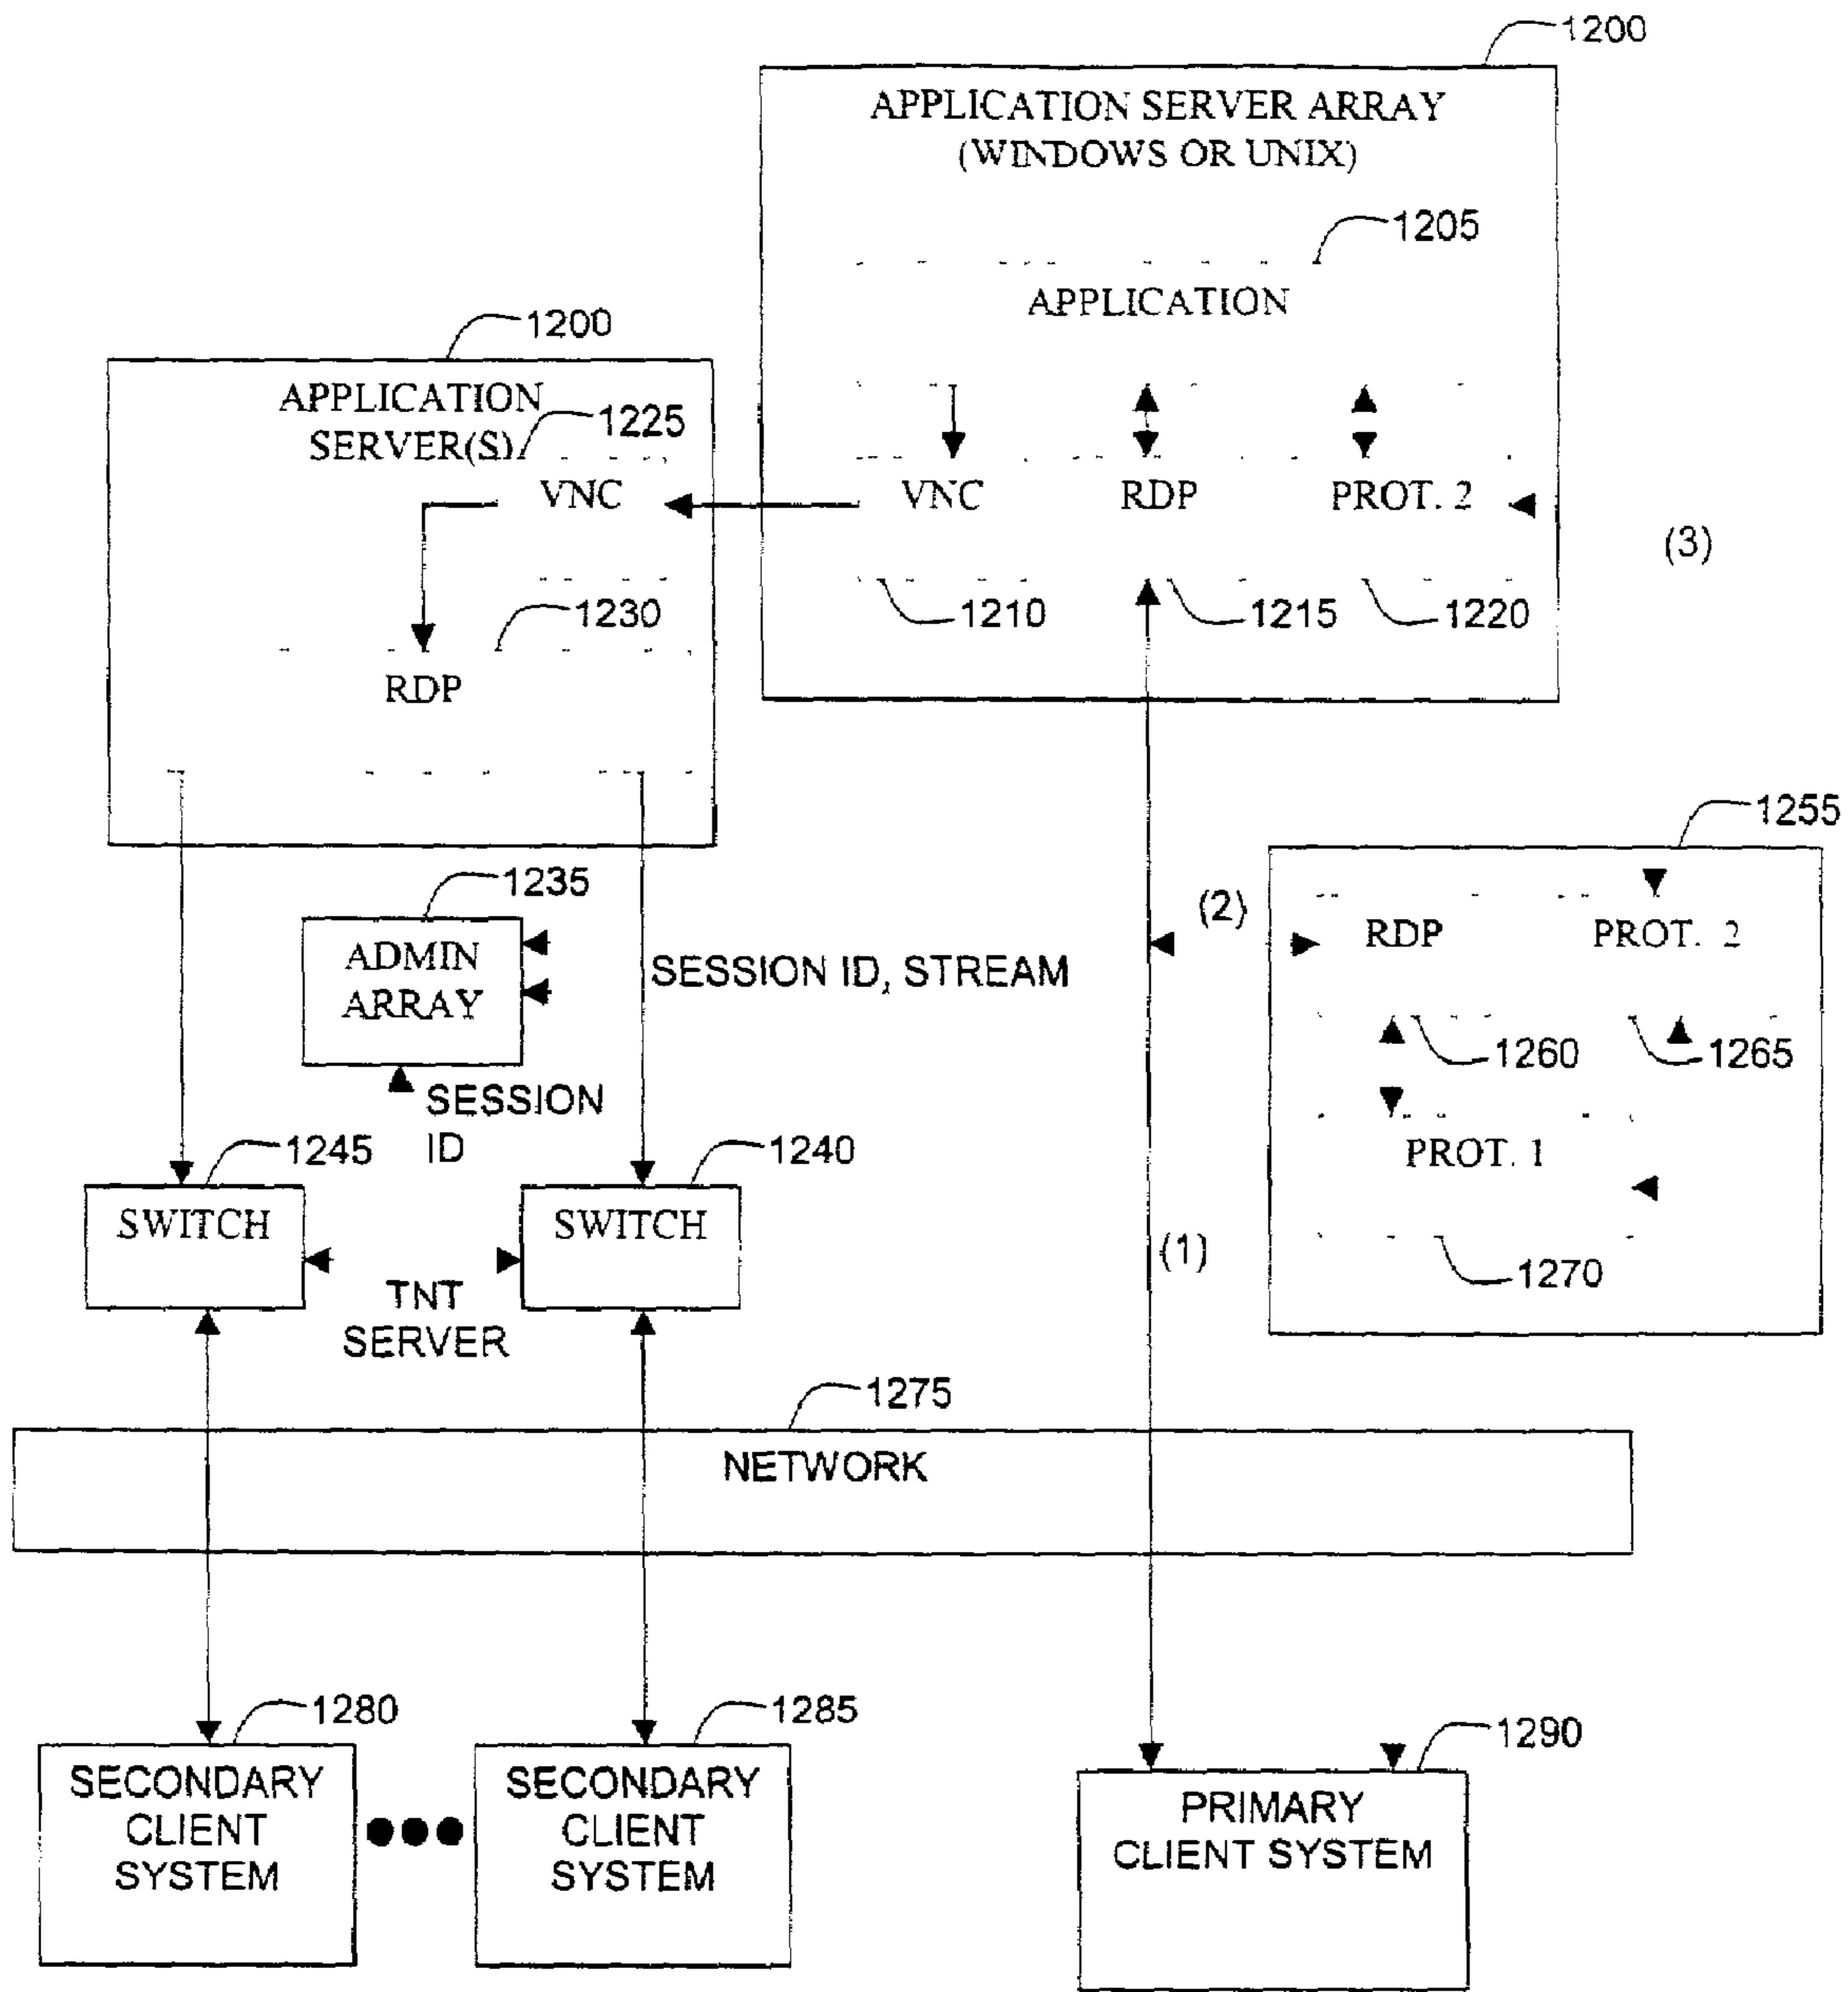 1200
APPLICATION SERVER ARRAY
(WINDOWS OR UNIX)
1205
APPLICATION
1200
APPLICATION
SERVER(S)
1225
VNC
VNC
RDP
PROT. 2
(3)
1210
1215
1220
1230
RDP
1255
1235
ADMIN
ARRAY
SESSION ID, STREAM
(2)
RDP
PROT. 2
1260
1265
SESSION
ID
1245
SWITCH
1240
SWITCH
PROT. 1
(1)
1270
TNT
SERVER
1275
NETWORK
1280
SECONDARY
CLIENT
SYSTEM
1285
SECONDARY
CLIENT
SYSTEM
1290
PRIMARY
CLIENT SYSTEM